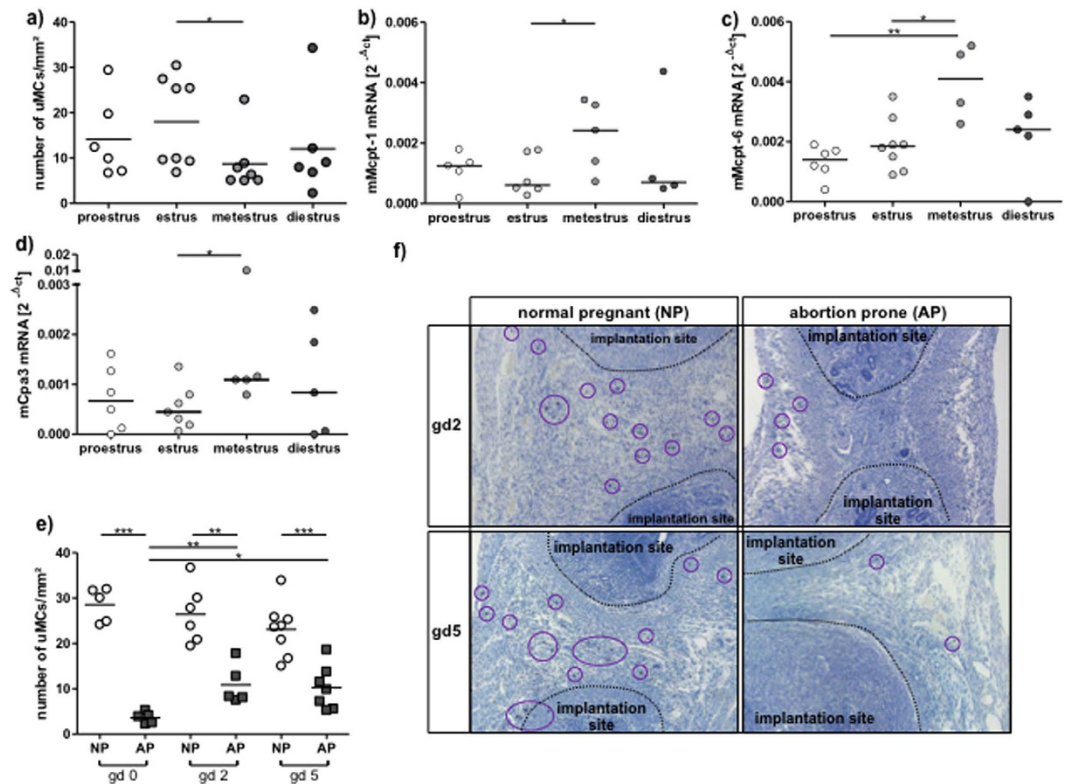 a)
number of uMCs/mm²
40
30
20
10
0
*
proestrus estrus metestrus diestrus
b)
mMcpt-1 mRNA [2 -Δct]
0.006
0.004
0.002
0.000
*
proestrus estrus metestrus diestrus
c)
mMcpt-6 mRNA [2 -Δct]
0.006
0.004
0.002
0.000
*
**
proestrus estrus metestrus diestrus
d)
mCpa3 mRNA [2 -Δct]
0.02
0.01
0.003
0.002
0.001
0.000
*
proestrus estrus metestrus diestrus
e)
number of uMCs/mm²
40
30
20
10
0
*** ** ***
**
*
NP AP NP AP NP AP
gd 0 gd 2 gd 5
f)
normal pregnant (NP) abortion prone (AP)
gd2
implantation site
implantation site
implantation site
implantation
site
gd5
implantation site
implantation
site
implantation site
implantation site